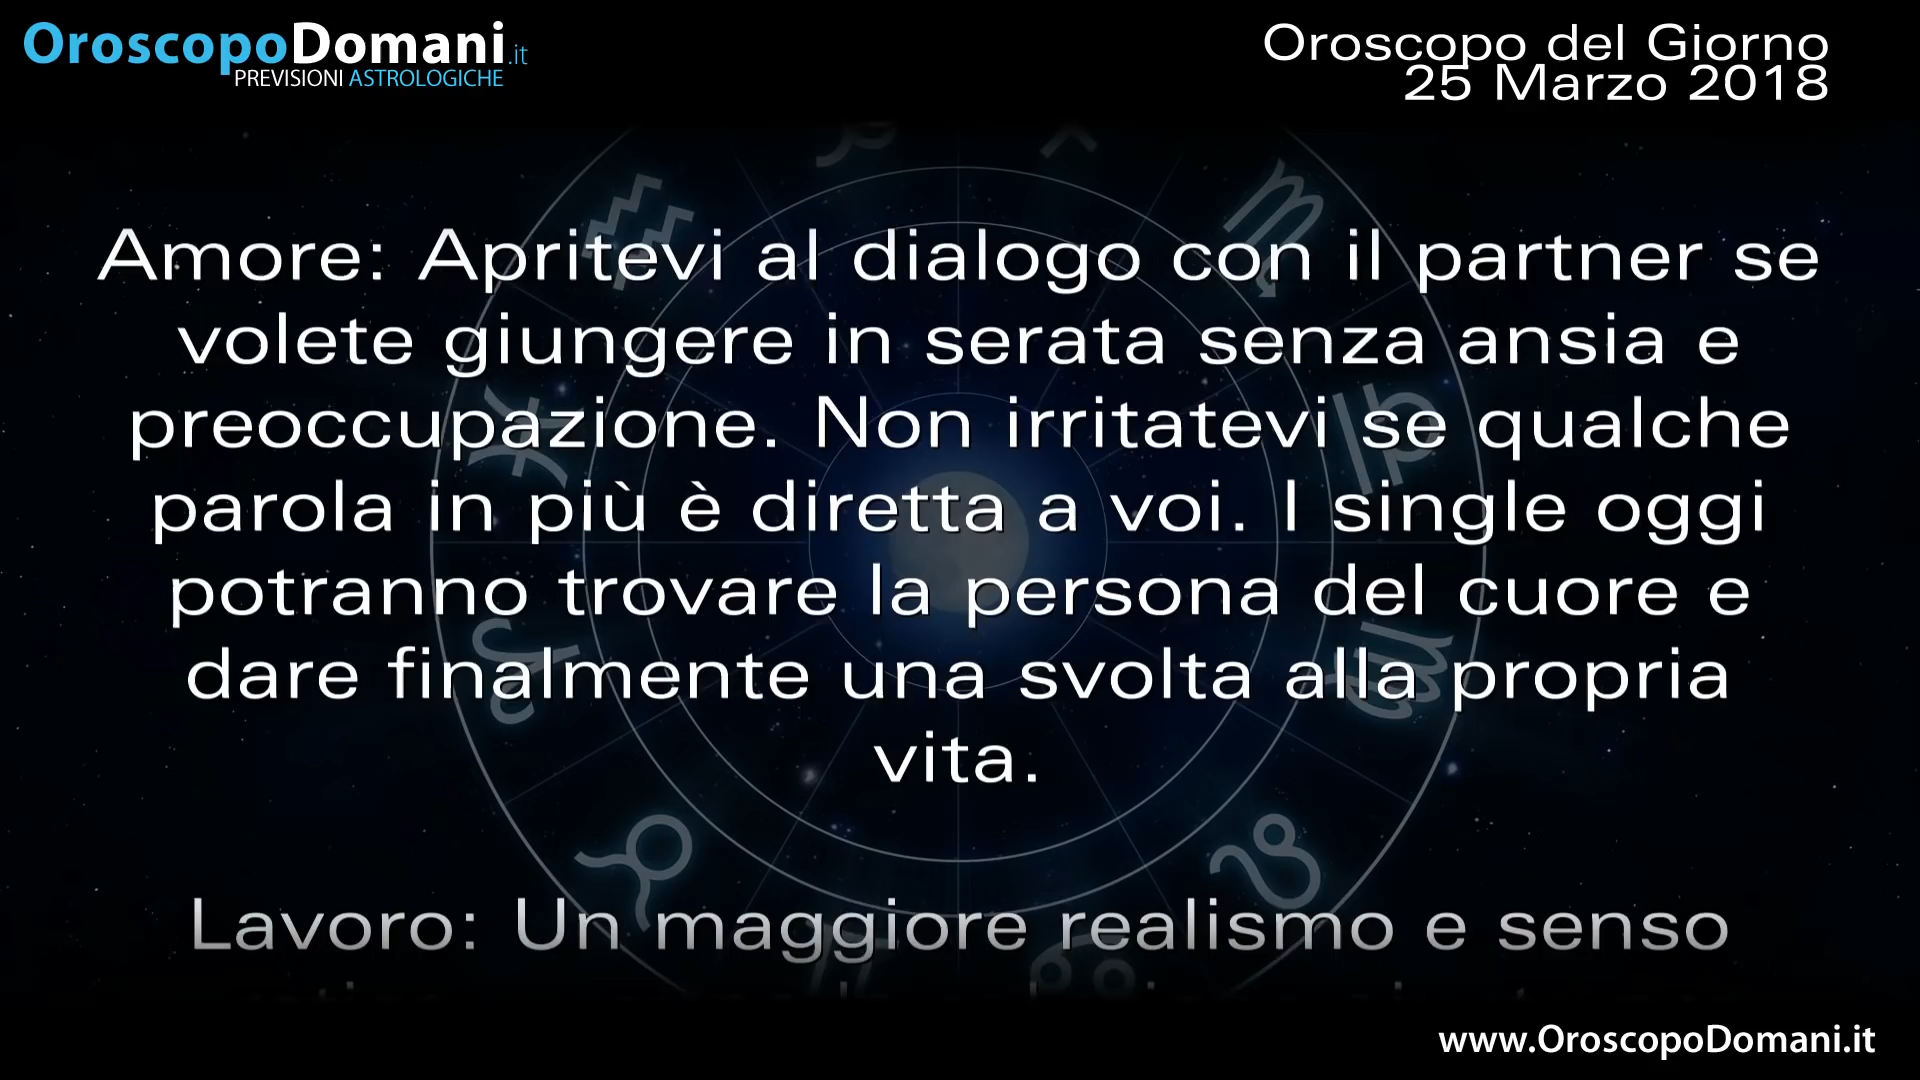 OroscopoDomani.it
PREVISIONI ASTROLOGICHE
Oroscopo del Giorno
25 Marzo 2018
Amore: Apritevi al dialogo con il partner se
volete giungere in serata senza ansia e
preoccupazione. Non irritatevi se qualche
parola in più è diretta a voi. I single oggi
potranno trovare la persona del cuore e
dare finalmente una svolta alla propria
vita.
Lavoro: Un maggiore realismo e senso
www.OroscopoDomani.it